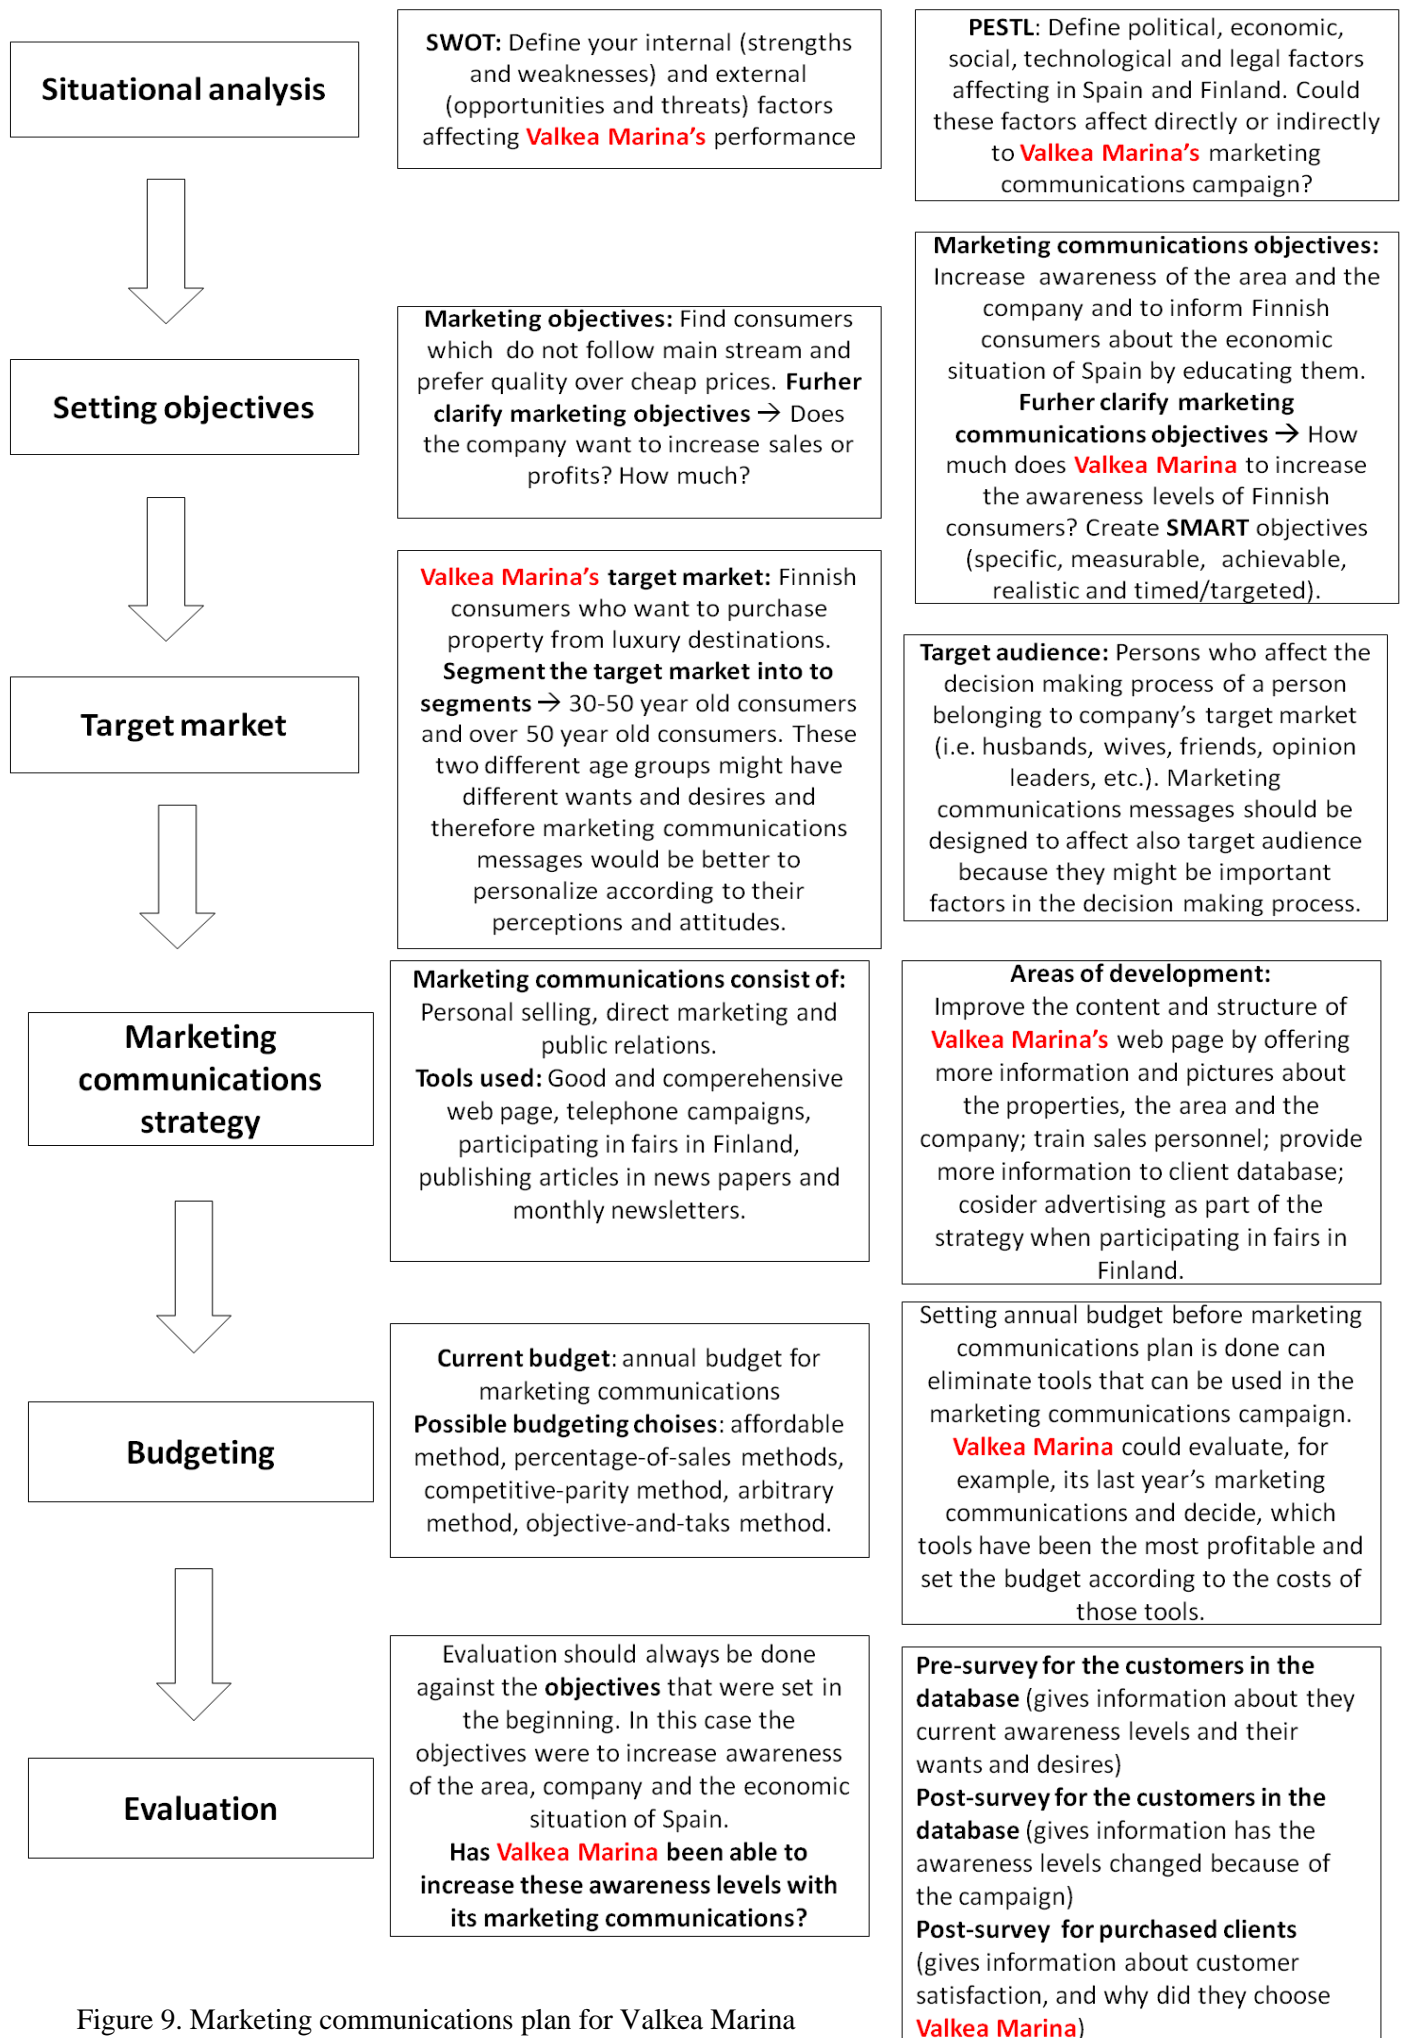 Situational analysis
SWOT: Define your internal (strengths
and weaknesses) and external
(opportunities and threats) factors
affecting Valkea Marina's performance
PESTL: Define political, economic,
social, technological and legal factors
affecting in Spain and Finland. Could
these factors affect directly or indirectly
to Valkea Marina's marketing
communications campaign?
Setting objectives
Marketing objectives: Find consumers
which do not follow main stream and
prefer quality over cheap prices. Furher
clarify marketing objectives → Does
the company want to increase sales or
profits? How much?
Marketing communications objectives:
Increase awareness of the area and the
company and to inform Finnish
consumers about the economic
situation of Spain by educating them.
Furher clarify marketing
communications objectives → How
much does Valkea Marina to increase
the awareness levels of Finnish
consumers? Create SMART objectives
(specific, measurable, achievable,
realistic and timed/targeted).
Target market
Valkea Marina's target market: Finnish
consumers who want to purchase
property from luxury destinations.
Segment the target market into to
segments → 30-50 year old consumers
and over 50 year old consumers. These
two different age groups might have
different wants and desires and
therefore marketing communications
messages would be better to
personalize according to their
perceptions and attitudes.
Target audience: Persons who affect the
decision making process of a person
belonging to company's target market
(i.e. husbands, wives, friends, opinion
leaders, etc.). Marketing
communications messages should be
designed to affect also target audience
because they might be important
factors in the decision making process.
Marketing
communications
strategy
Marketing communications consist of:
Personal selling, direct marketing and
public relations.
Tools used: Good and comperehensive
web page, telephone campaigns,
participating in fairs in Finland,
publishing articles in news papers and
monthly newsletters.
Areas of development:
Improve the content and structure of
Valkea Marina's web page by offering
more information and pictures about
the properties, the area and the
company; train sales personnel; provide
more information to client database;
cosider advertising as part of the
strategy when participating in fairs in
Finland.
Budgeting
Current budget: annual budget for
marketing communications
Possible budgeting choises: affordable
method, percentage-of-sales methods,
competitive-parity method, arbitrary
method, objective-and-taks method.
Setting annual budget before marketing
communications plan is done can
eliminate tools that can be used in the
marketing communications campaign.
Valkea Marina could evaluate, for
example, its last year's marketing
communications and decide, which
tools have been the most profitable and
set the budget according to the costs of
those tools.
Evaluation
Evaluation should always be done
against the objectives that were set in
the beginning. In this case the
objectives were to increase awareness
of the area, company and the economic
situation of Spain.
Has Valkea Marina been able to
increase these awareness levels with
its marketing communications?
Pre-survey for the customers in the
database (gives information about they
current awareness levels and their
wants and desires)
Post-survey for the customers in the
database (gives information has the
awareness levels changed because of
the campaign)
Post-survey for purchased clients
(gives information about customer
satisfaction, and why did they choose
Valkea Marina)
Figure 9. Marketing communications plan for Valkea Marina